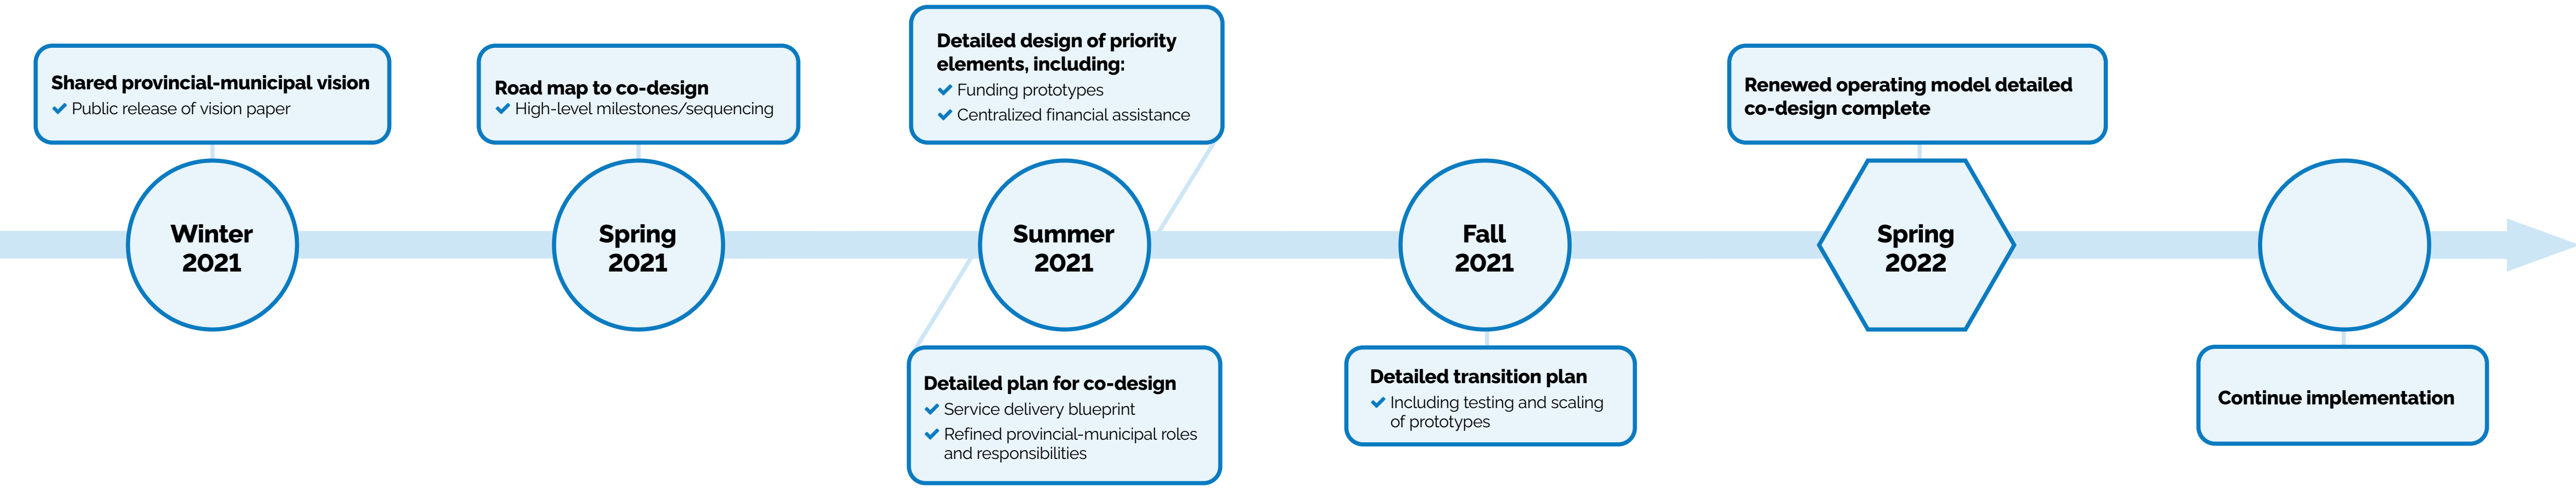 Shared provincial-municipal vision
Public release of vision paper
Winter
2021
Road map to co-design
High-level milestones/sequencing
Spring
2021
Detailed design of priority
elements, including:
Funding prototypes
Centralized financial assistance
Summer
2021
Detailed plan for co-design
Service delivery blueprint
Refined provincial-municipal roles
and responsibilities
Fall
2021
Detailed transition plan
Including testing and scaling
of prototypes
Renewed operating model detailed
co-design complete
Spring
2022
Continue implementation